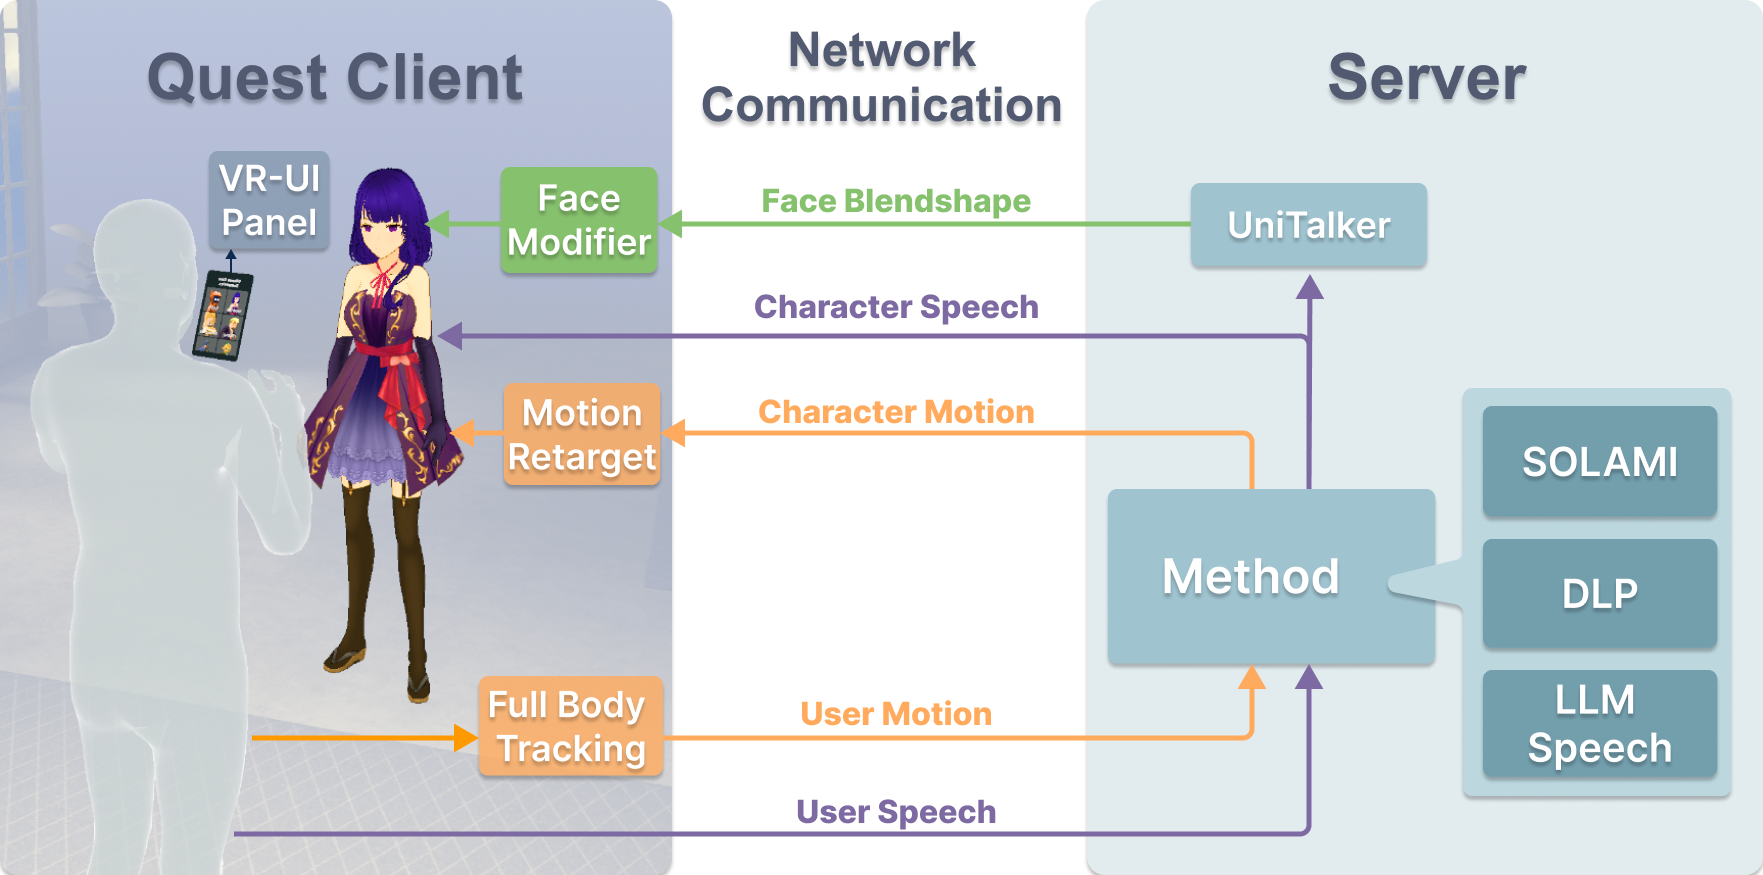 Quest Client
Network
Communication
Server
VR-UI
Panel
Face
Modifier
Face Blendshape
UniTalker
Character Speech
Motion
Retarget
Character Motion
SOLAMI
Method
DLP
LLM
Speech
Full Body
Tracking
User Motion
User Speech